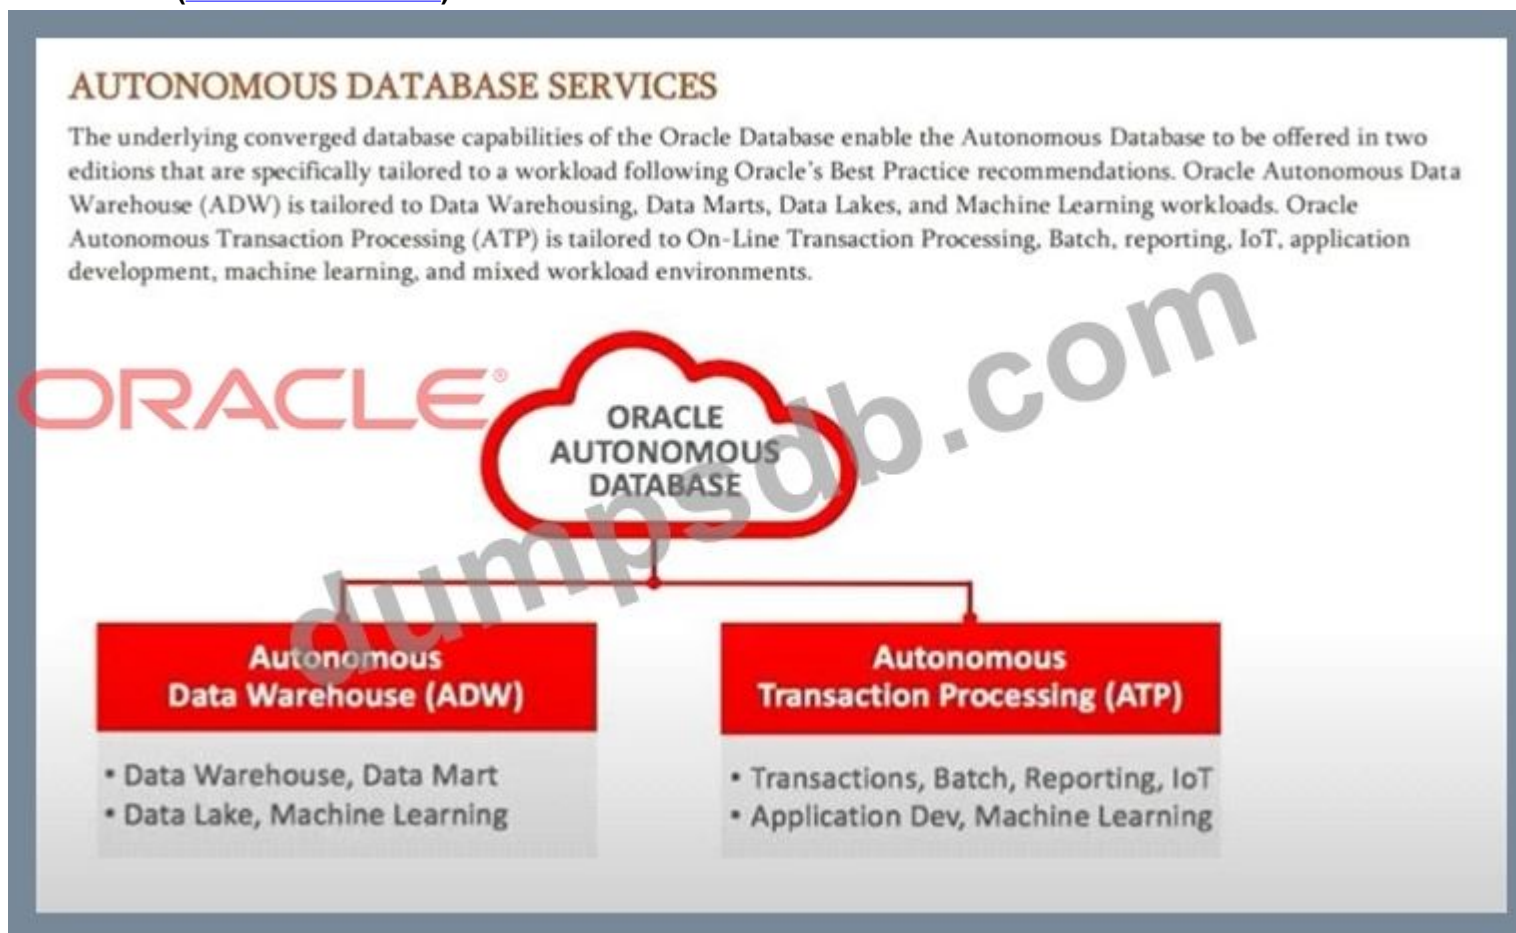 (
)
AUTONOMOUS DATABASE SERVICES
The underlying converged database capabilities of the Oracle Database enable the Autonomous Database to be offered in two
editions that are specifically tailored to a workload following Oracle's Best Practice recommendations. Oracle Autonomous Data
Warehouse (ADW) is tailored to Data Warehousing, Data Marts, Data Lakes, and Machine Learning workloads. Oracle
Autonomous Transaction Processing (ATP) is tailored to On-Line Transaction Processing, Batch, reporting, IoT, application
development, machine learning, and mixed workload environments.
ORACLE®
ORACLE
AUTONOMOUS
DATABASE
dumpsdb.com
Autonomous
Data Warehouse (ADW)
• Data Warehouse, Data Mart
• Data Lake, Machine Learning
Autonomous
Transaction Processing (ATP)
• Transactions, Batch, Reporting, IoT
• Application Dev, Machine Learning